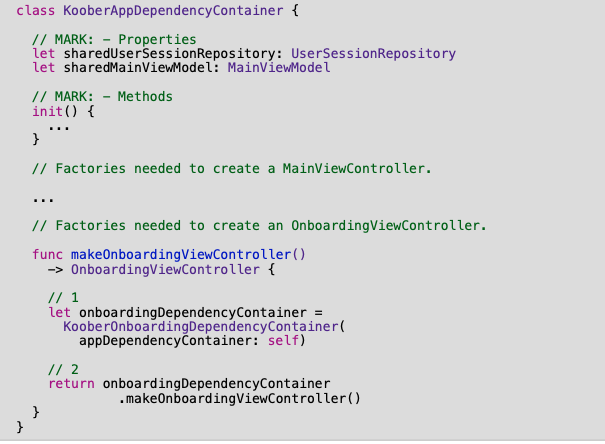 class KooberAppDependencyContainer {
// MARK: - Properties
let sharedUserSessionRepository: UserSessionRepository
let sharedMainViewModel: MainViewModel
// MARK: - Methods
init() {
...
}
// Factories needed to create a MainViewController.
...
// Factories needed to create an OnboardingViewController.
func makeOnboardingViewController()
-> OnboardingViewController {
// 1
let onboardingDependencyContainer =
KooberOnboardingDependencyContainer(
appDependencyContainer: self)
// 2
return onboardingDependencyContainer
.makeOnboardingViewController()
}
}